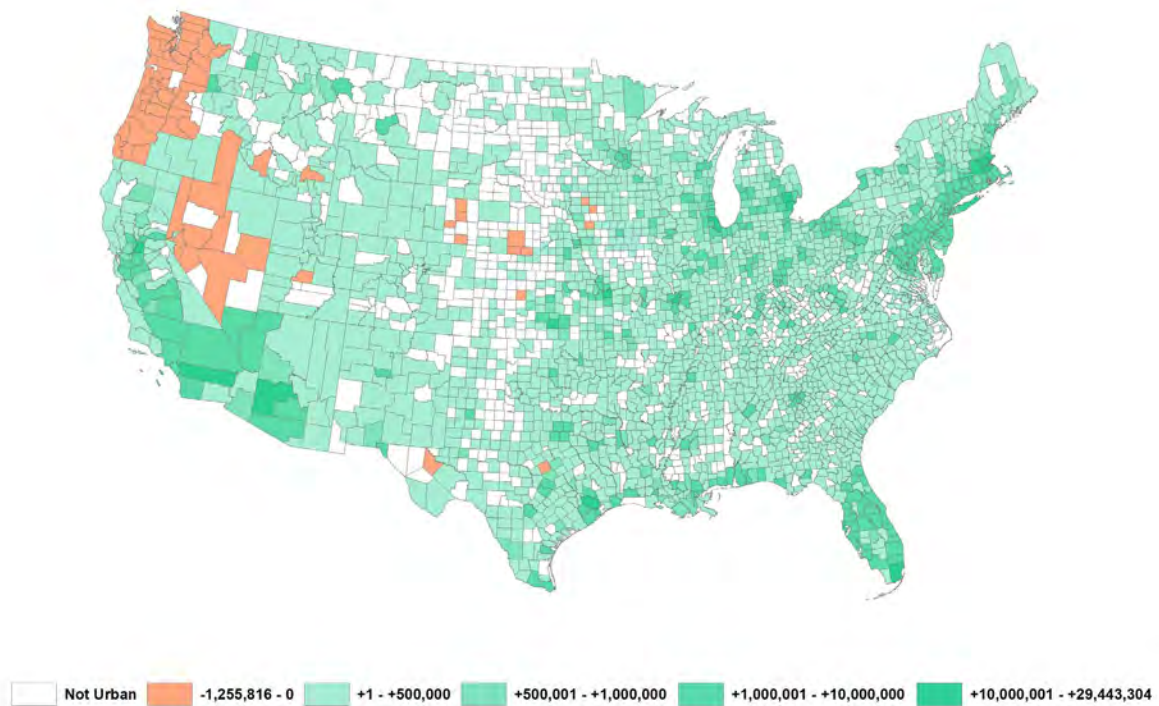 Not Urban
-1,255,816 - 0
+1 - +500,000
+500,001 - +1,000,000
+1,000,001 - +10,000,000
+10,000,001 - +29,443,304